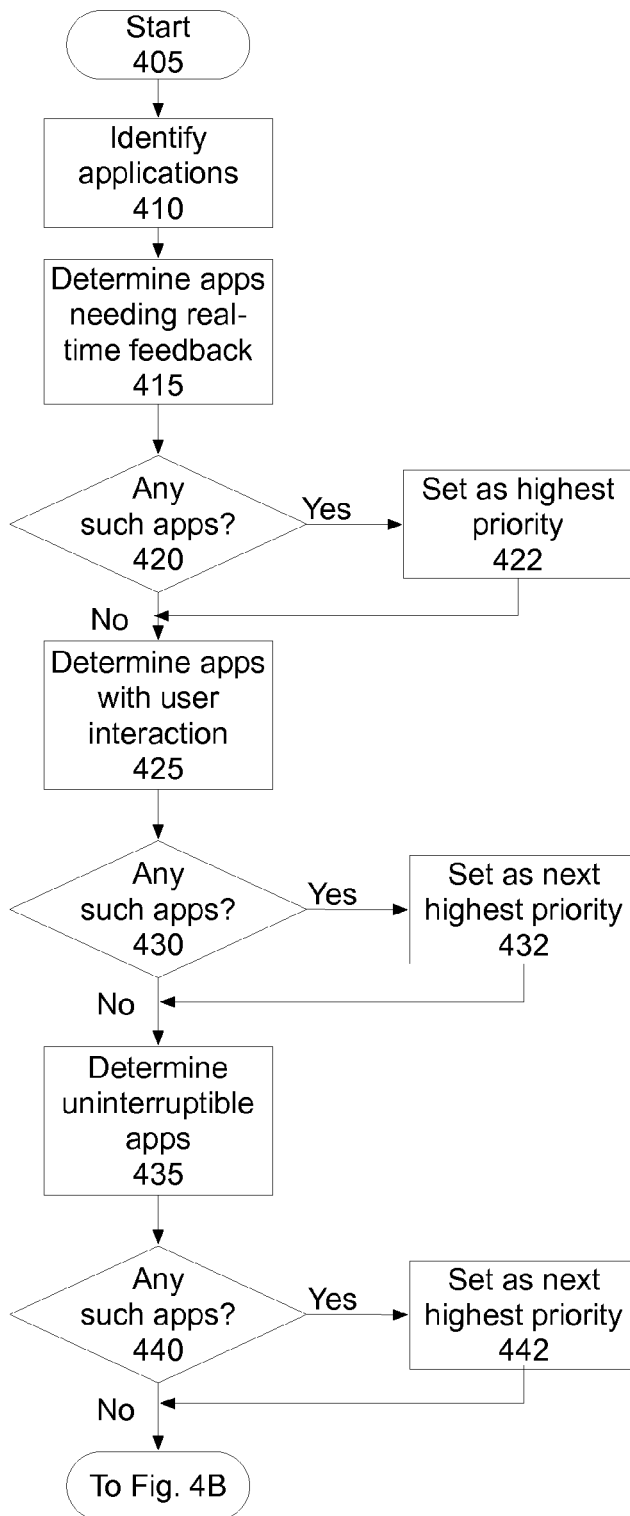 Start
405
Identify
applications
410
Determine apps
needing real-
time feedback
415
Any
such apps?
420
Yes
Set as highest
priority
422
No
Determine apps
with user
interaction
425
Any
such apps?
430
Yes
Set as next
highest priority
432
No
Determine
uninterruptible
apps
435
Any
such apps?
440
Yes
Set as next
highest priority
442
No
To Fig. 4B